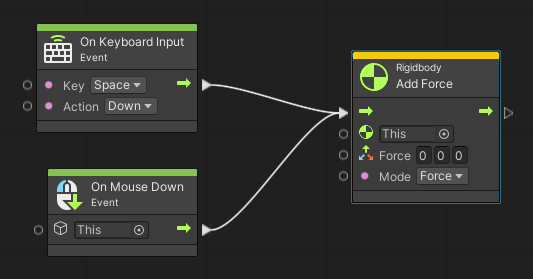 On Keyboard Input
Event
Key Space
Action Down
On Mouse Down
Event
This
Rigidbody
Add Force
This
Force 0 0 0
Mode Force